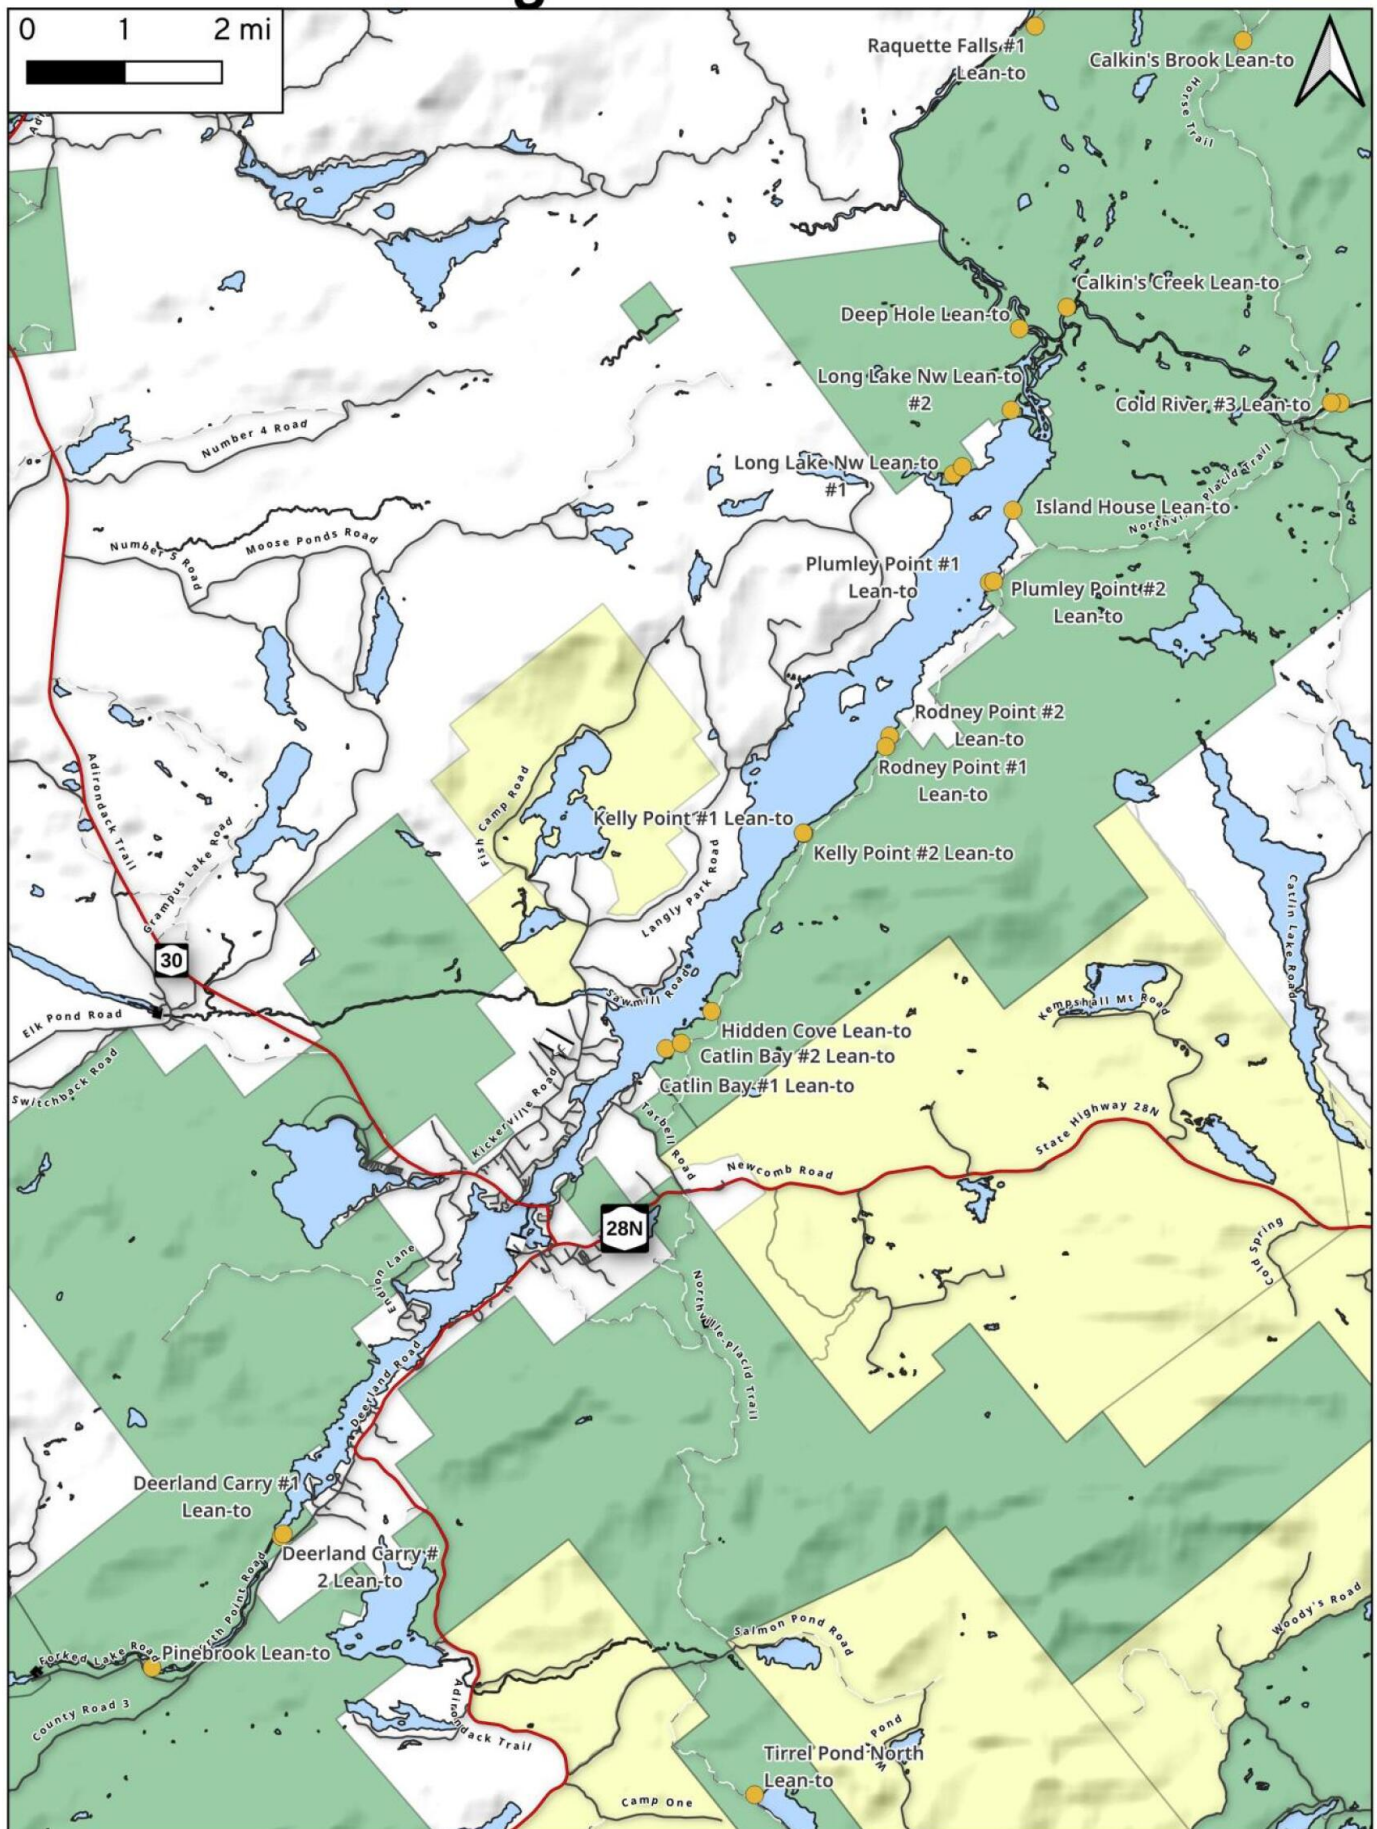 0 1 2 mi
Raquette Falls #1
Lean-to
Calkin's Brook Lean-to
Horse Trail
Calkin's Creek Lean-to
Deep Hole Lean-to
Long Lake Nw Lean-to
#2
Cold River #3 Lean-to
Number 4 Road
Long Lake Nw Lean-to
#1
Island House Lean-to
Placid Trail
Number 5 Road
Moose Ponds Road
Plumley Point #1
Lean-to
Plumley Point #2
Lean-to
Rodney Point #2
Lean-to
Rodney Point #1
Lean-to
Adirondack Trail
Grampus Lake Road
Fish Camp Road
Kelly Point #1 Lean-to
Kelly Point #2 Lean-to
Langly Park Road
Catlin Lake Road
30
Sawmill Road
Elk Pond Road
Kempshall Mt Road
Hidden Cove Lean-to
Catlin Bay #2 Lean-to
Catlin Bay #1 Lean-to
Switchback Road
Kickerville Road
Tarbell Road
State Highway 28N
Newcomb Road
28N
Endion Lane
Cold Spring
Northville-Placid Trail
Deerland Road
Deerland Carry #1
Lean-to
Deerland Carry #
2 Lean-to
North Point Road
Forked Lake Road
Pinebrook Lean-to
County Road 3
Salmon Pond Road
Woody's Road
Adirondack Trail
Pond
Tirrel Pond North
Lean-to
Camp One